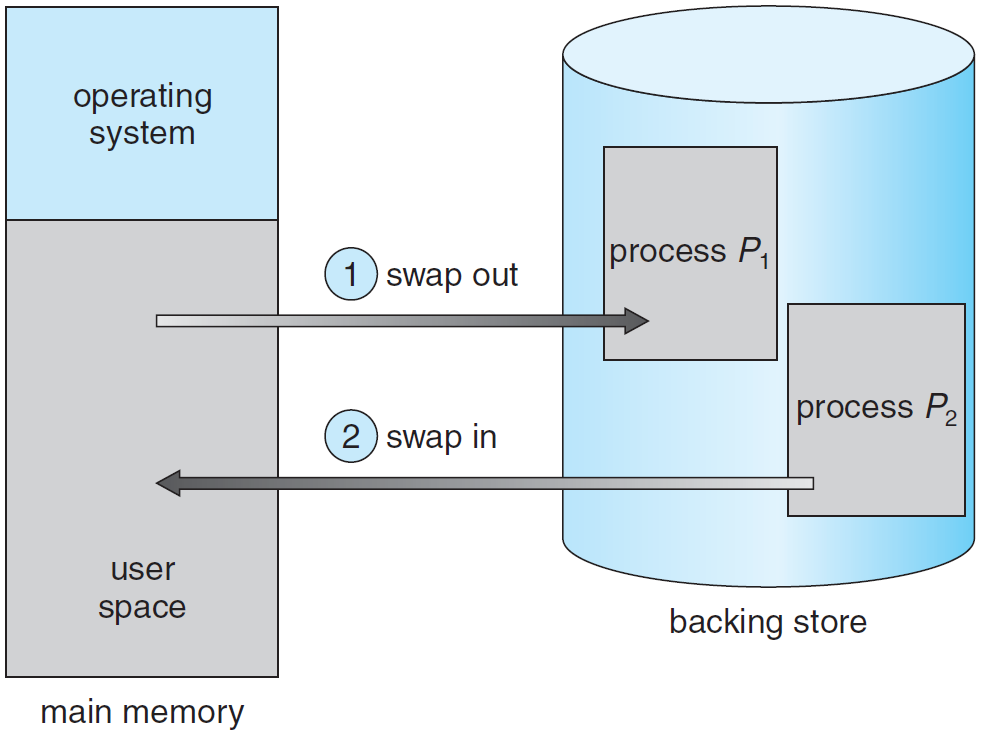 operating
system
1 swap out
process P1
process P2
2 swap in
user
space
backing store
main memory